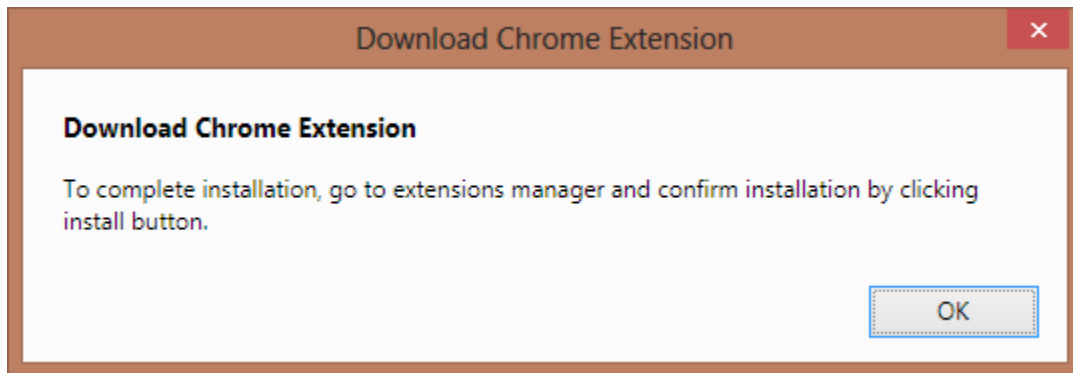 Download Chrome Extension
Download Chrome Extension
To complete installation, go to extensions manager and confirm installation by clicking
install button.
OK